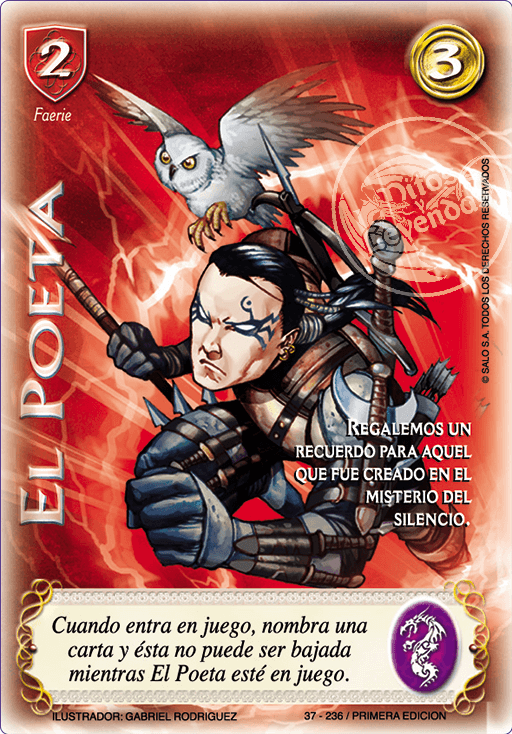 2
Faerie
3
Mitos
y
Leyendas
EL POETA
© SALO S.A. TODOS LOS DERECHOS RESERVADOS
REGALEMOS UN
RECUERDO PARA AQUEL
QUE FUE CREADO EN EL
MISTERIO DEL
SILENCIO.
Cuando entra en juego, nombra una
carta y ésta no puede ser bajada
mientras El Poeta esté en juego.
ILUSTRADOR: GABRIEL RODRIGUEZ
37 - 236 / PRIMERA EDICION